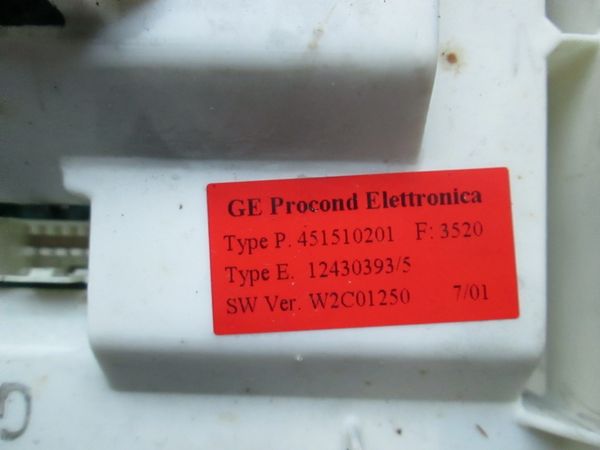 GE Procond Elettronica
Type P. 451510201 F: 3520
Type E. 12430393/5
SW Ver. W2C01250 7/01